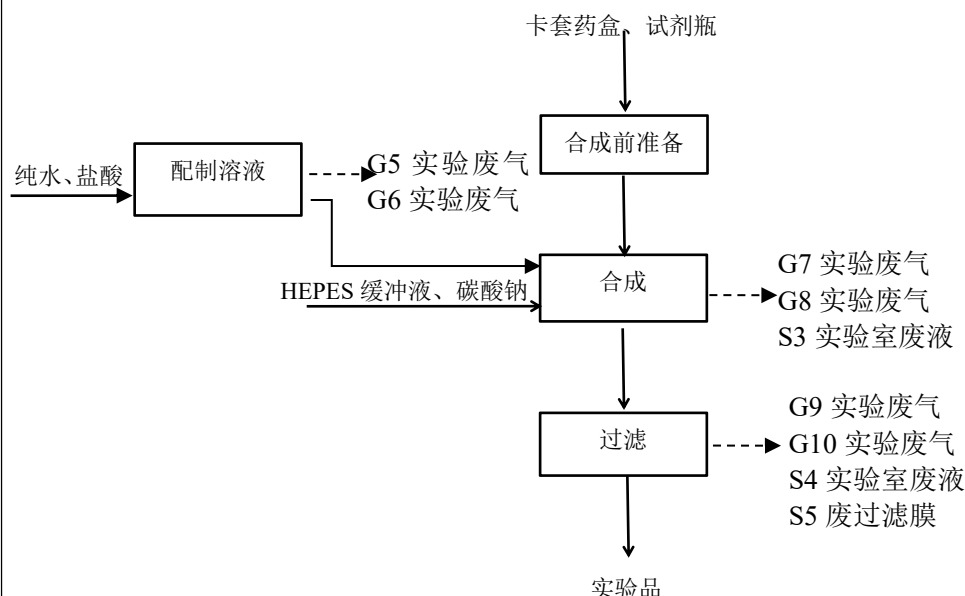 卡套药盒、试剂瓶
合成前准备
纯水、盐酸
配制溶液
G5 实验废气
G6 实验废气
HEPES 缓冲液、碳酸钠
合成
G7 实验废气
G8 实验废气
S3 实验室废液
过滤
G9 实验废气
G10 实验废气
S4 实验室废液
S5 废过滤膜
实验品